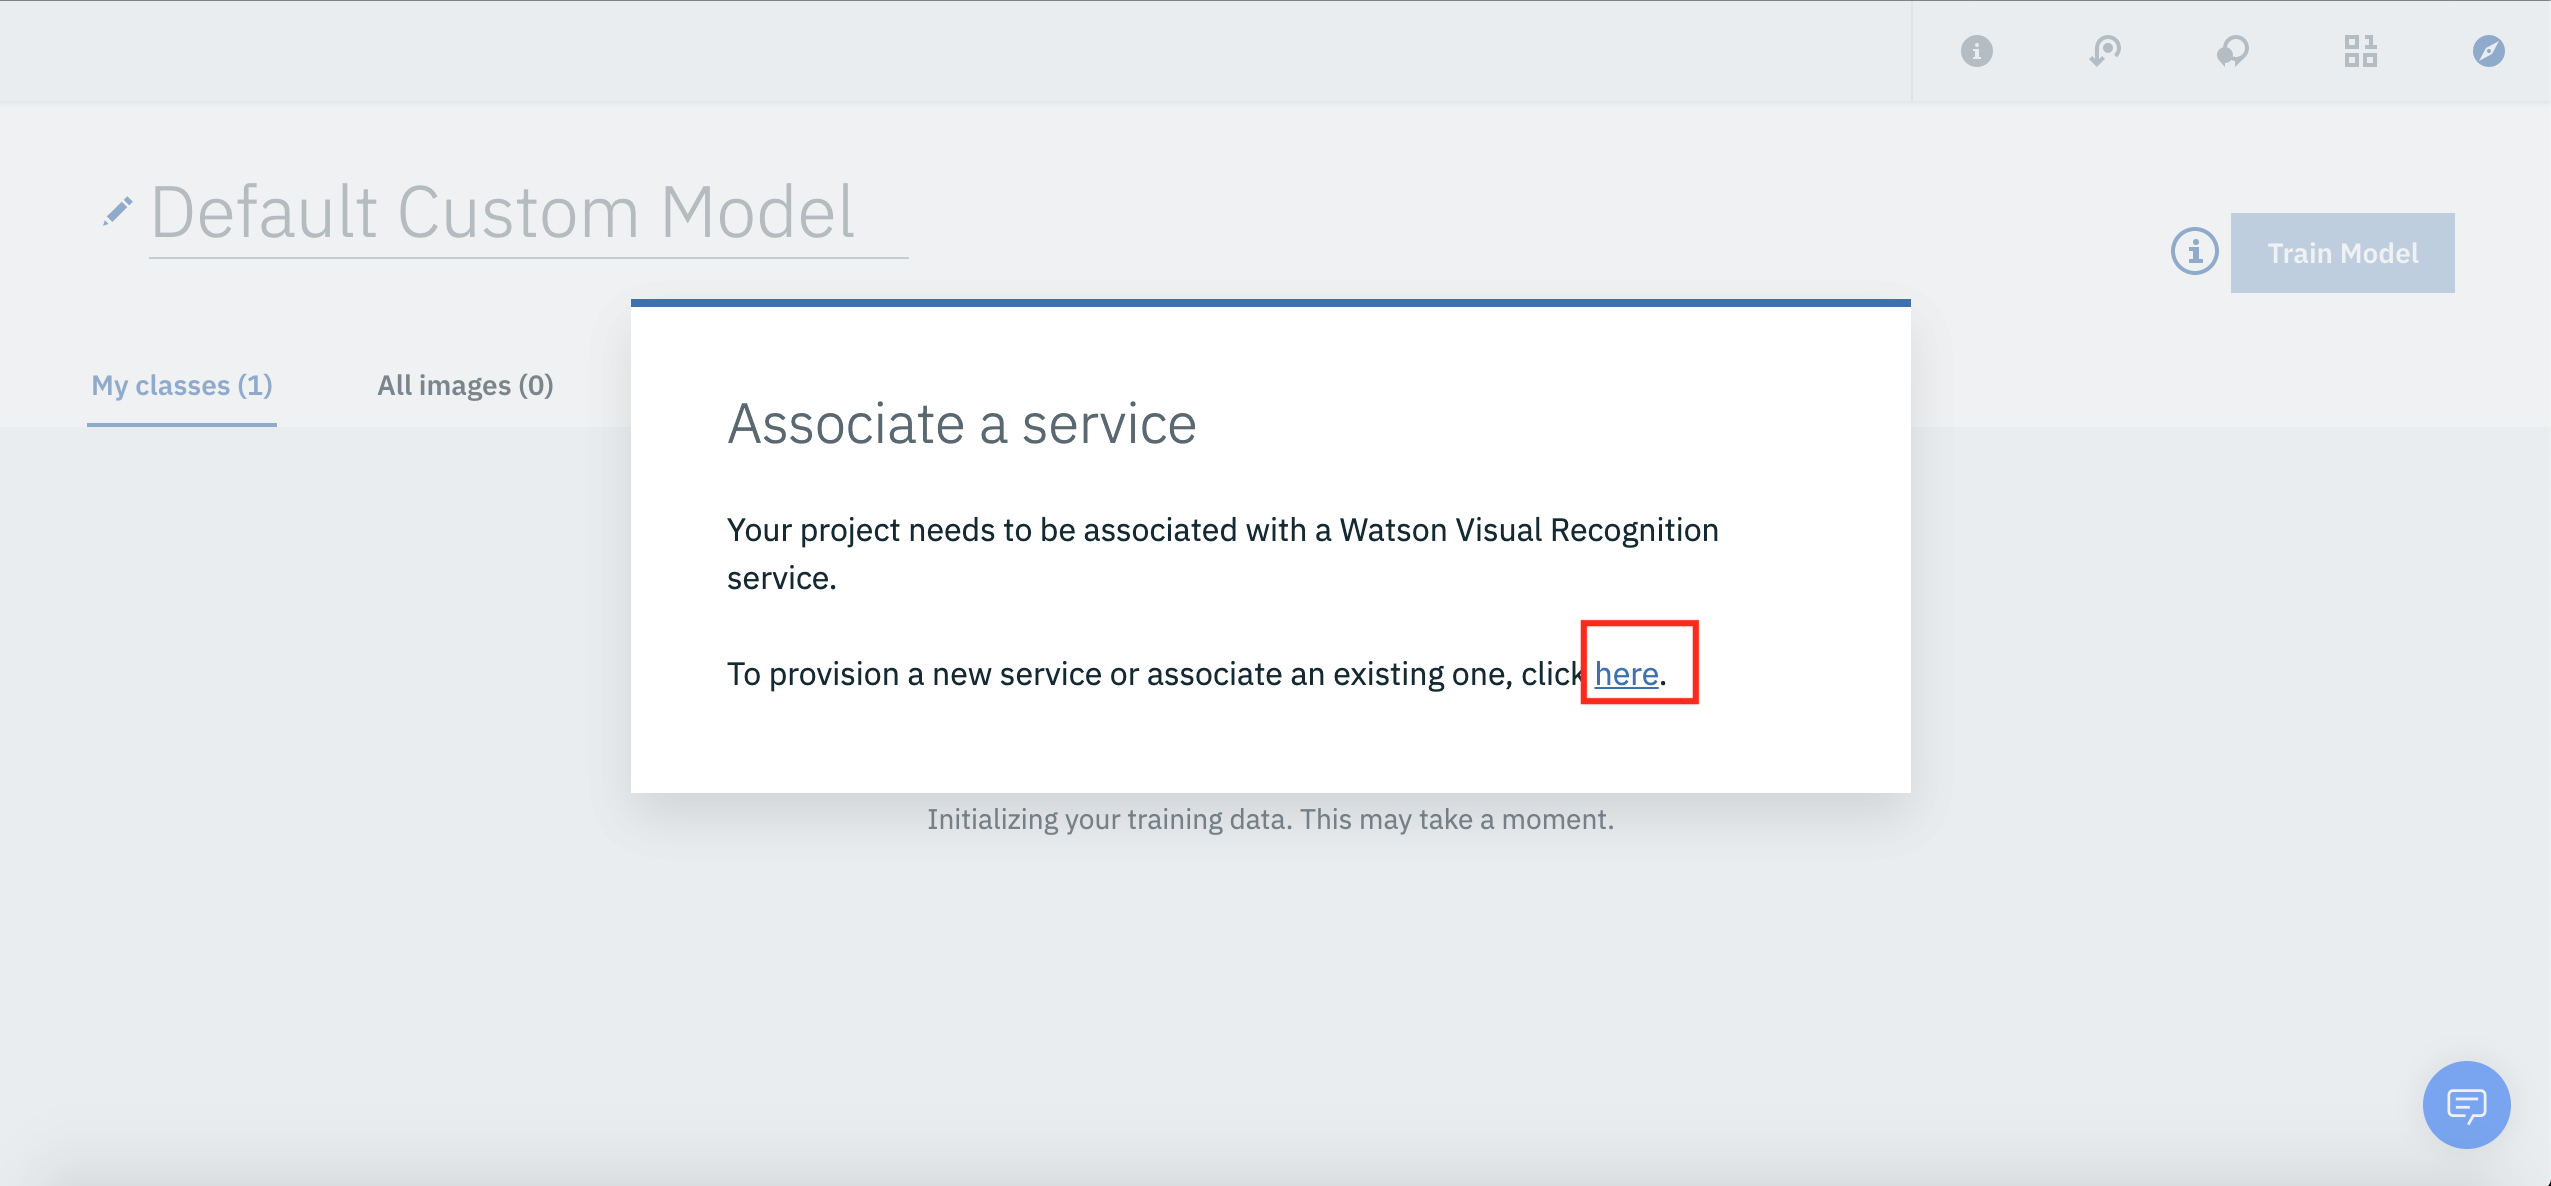 Default Custom Model
Train Model
My classes (1)
All images (0)
Associate a service
Your project needs to be associated with a Watson Visual Recognition
service.
To provision a new service or associate an existing one, click here.
Initializing your training data. This may take a moment.